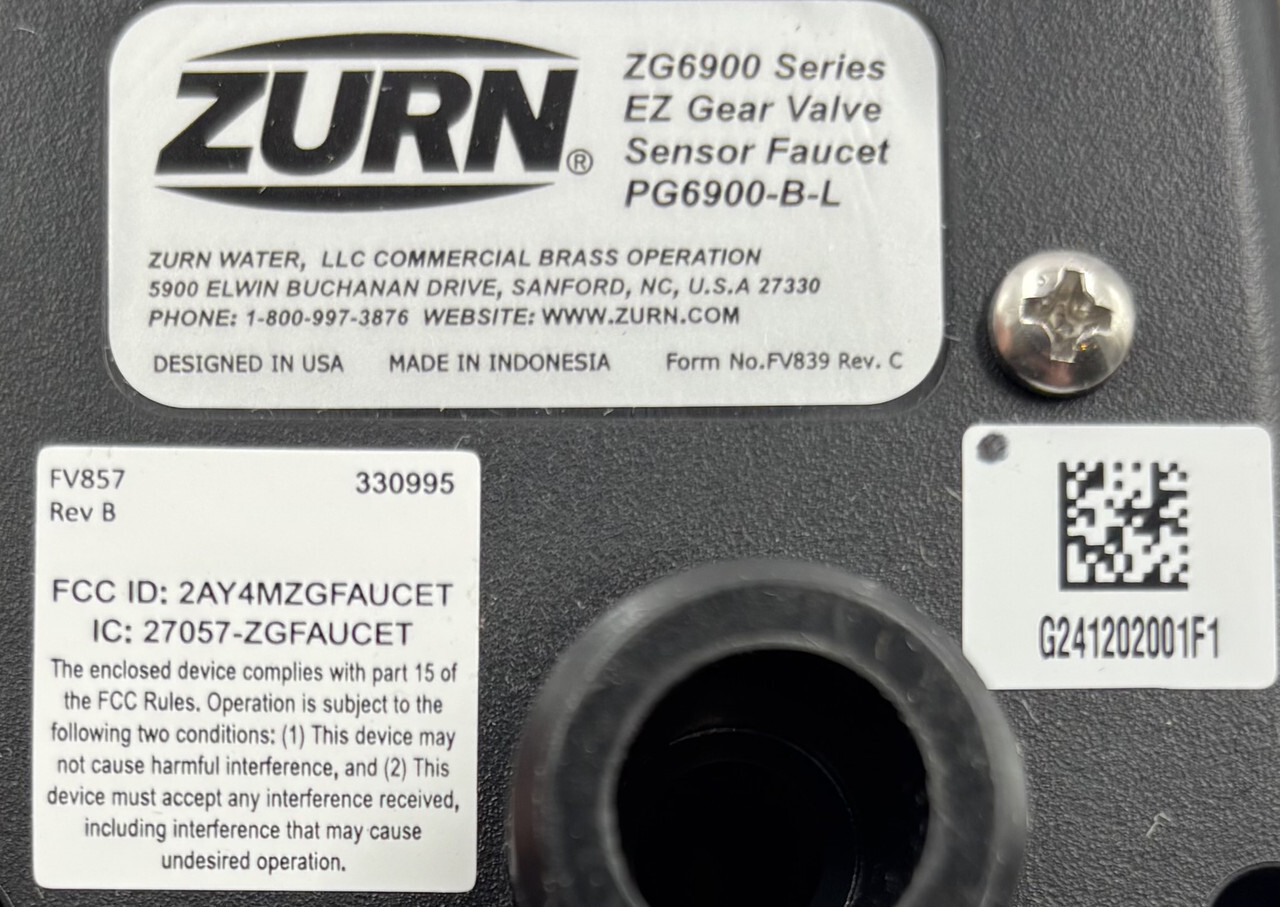 ZURN®
ZG6900 Series
EZ Gear Valve
Sensor Faucet
PG6900-B-L
ZURN WATER, LLC COMMERCIAL BRASS OPERATION
5900 ELWIN BUCHANAN DRIVE, SANFORD, NC, U.S.A 27330
PHONE: 1-800-997-3876 WEBSITE: WWW.ZURN.COM
DESIGNED IN USA MADE IN INDONESIA Form No.FV839 Rev. C
FV857 330995
Rev B
FCC ID: 2AY4MZGFAUCET
IC: 27057-ZGFAUCET
The enclosed device complies with part 15 of
the FCC Rules. Operation is subject to the
following two conditions: (1) This device may
not cause harmful interference, and (2) This
device must accept any interference received,
including interference that may cause
undesired operation.
G241202001F1